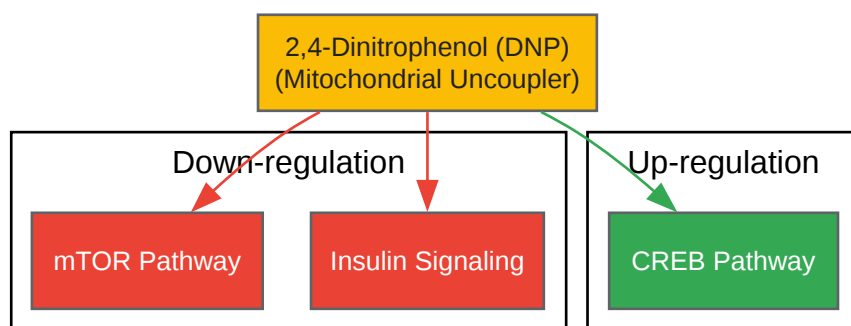 2,4-Dinitrophenol (DNP)
(Mitochondrial Uncoupler)
Down-regulation
Up-regulation
mTOR Pathway
Insulin Signaling
CREB Pathway